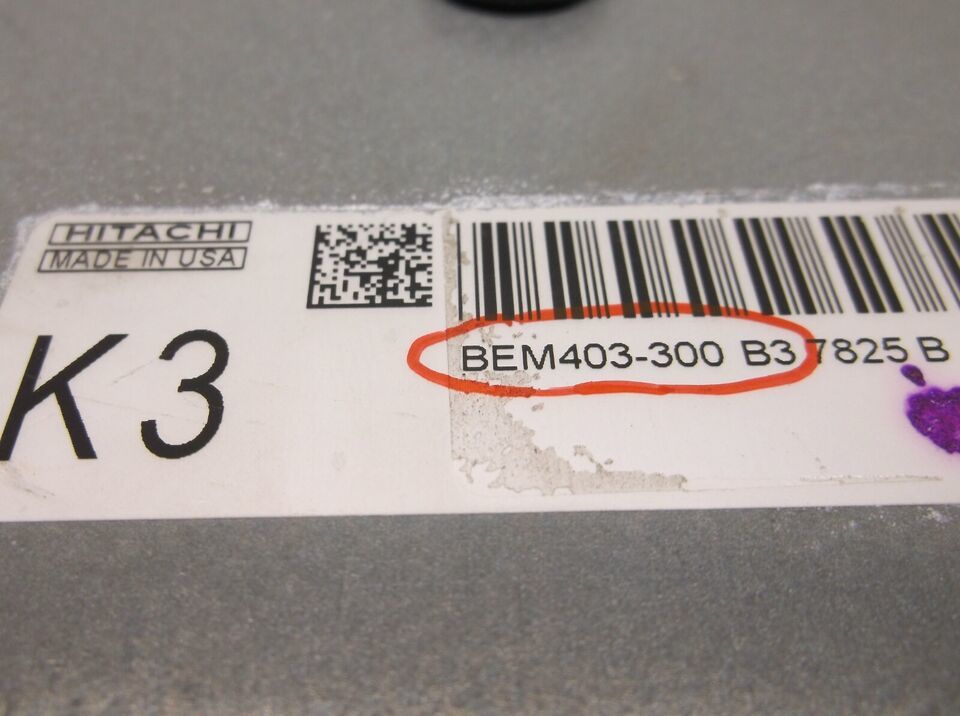 HITACHI
MADE IN USA
K3
BEM403-300 B3 7825 B